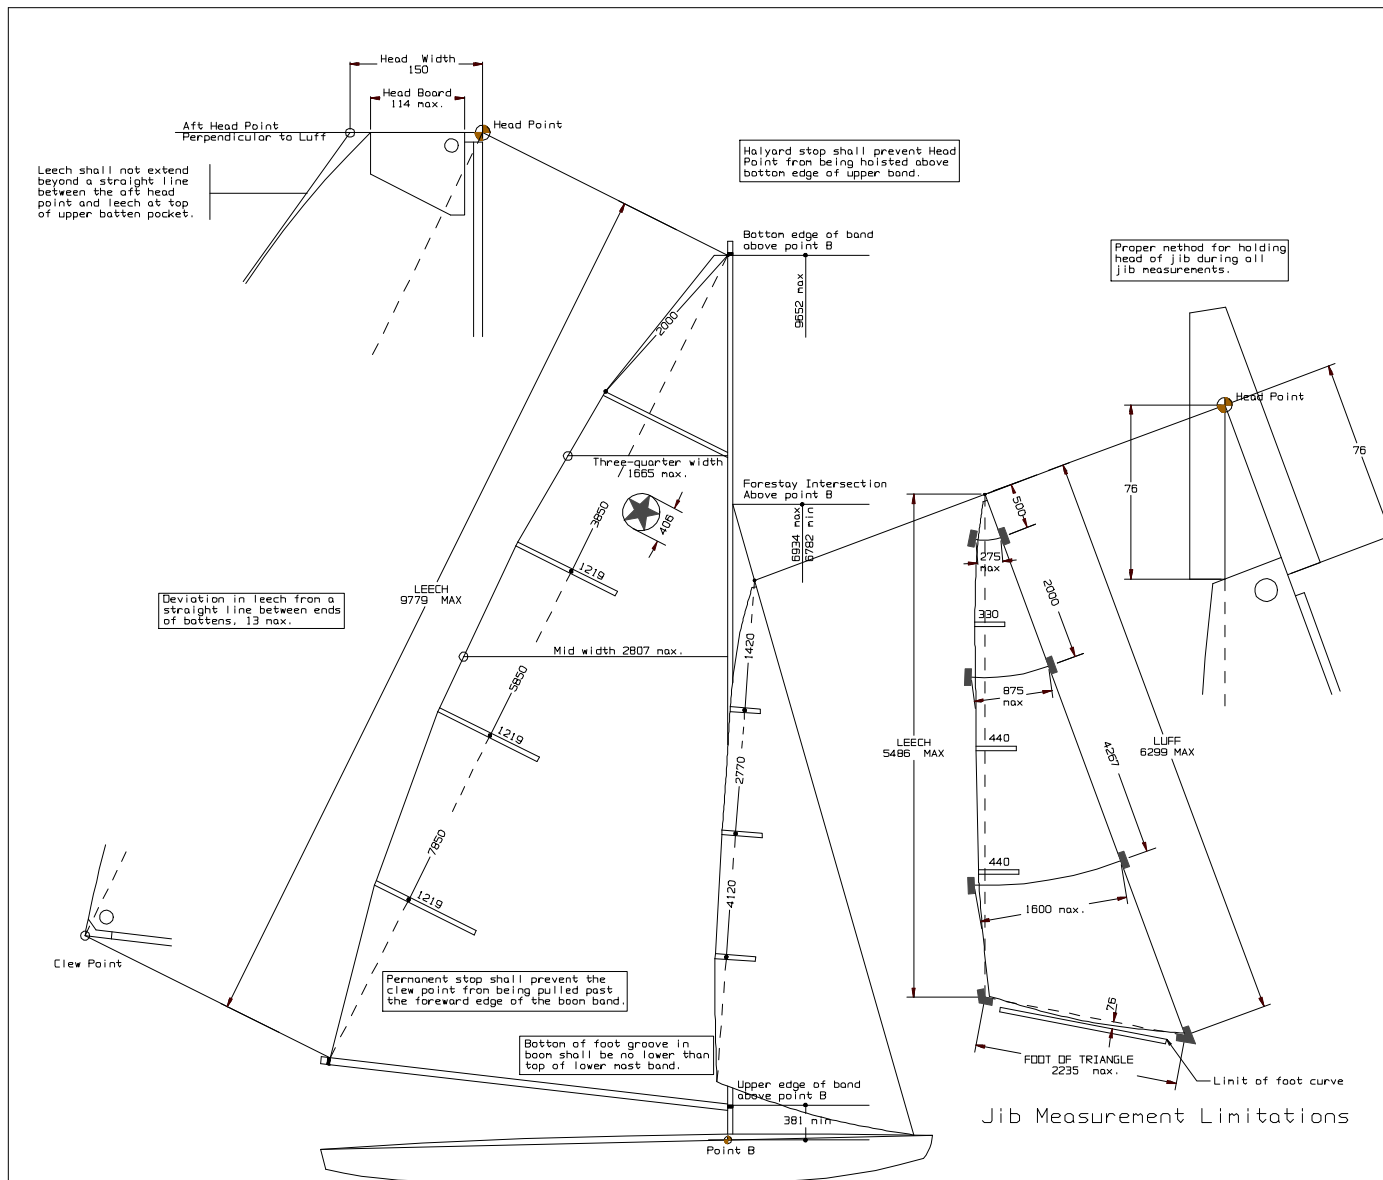 Head Width
150
Head Board
114 max.
Aft Head Point
Perpendicular to Luff
Head Point
Leech shall not extend
beyond a straight line
between the aft head
point and leech at top
of upper batten pocket.
Halyard stop shall prevent Head
Point from being hoisted above
bottom edge of upper band.
Bottom edge of band
above point B
9652 max
Proper method for holding
head of jib during all
jib measurements.
Head Point
76
76
2000
Three-quarter width
1665 max.
Forestay Intersection
Above point B
6934 max
6782 min
3850
406
1219
LEECH
9779 MAX
Deviation in leech from a
straight line between ends
of battens, 13 max.
Mid width 2807 max.
5850
1219
7850
1219
1420
2770
4120
500
275
max
330
2000
875
max
440
LEECH
5486 MAX
4267
LUFF
6299 MAX
440
1600 max.
76
FOOT OF TRIANGLE
2235 max.
Limit of foot curve
Clew Point
Permanent stop shall prevent the
clew point from being pulled past
the foreward edge of the boom band.
Bottom of foot groove in
boom shall be no lower than
top of lower mast band.
Upper edge of band
above point B
381 min
Point B
Jib Measurement Limitations